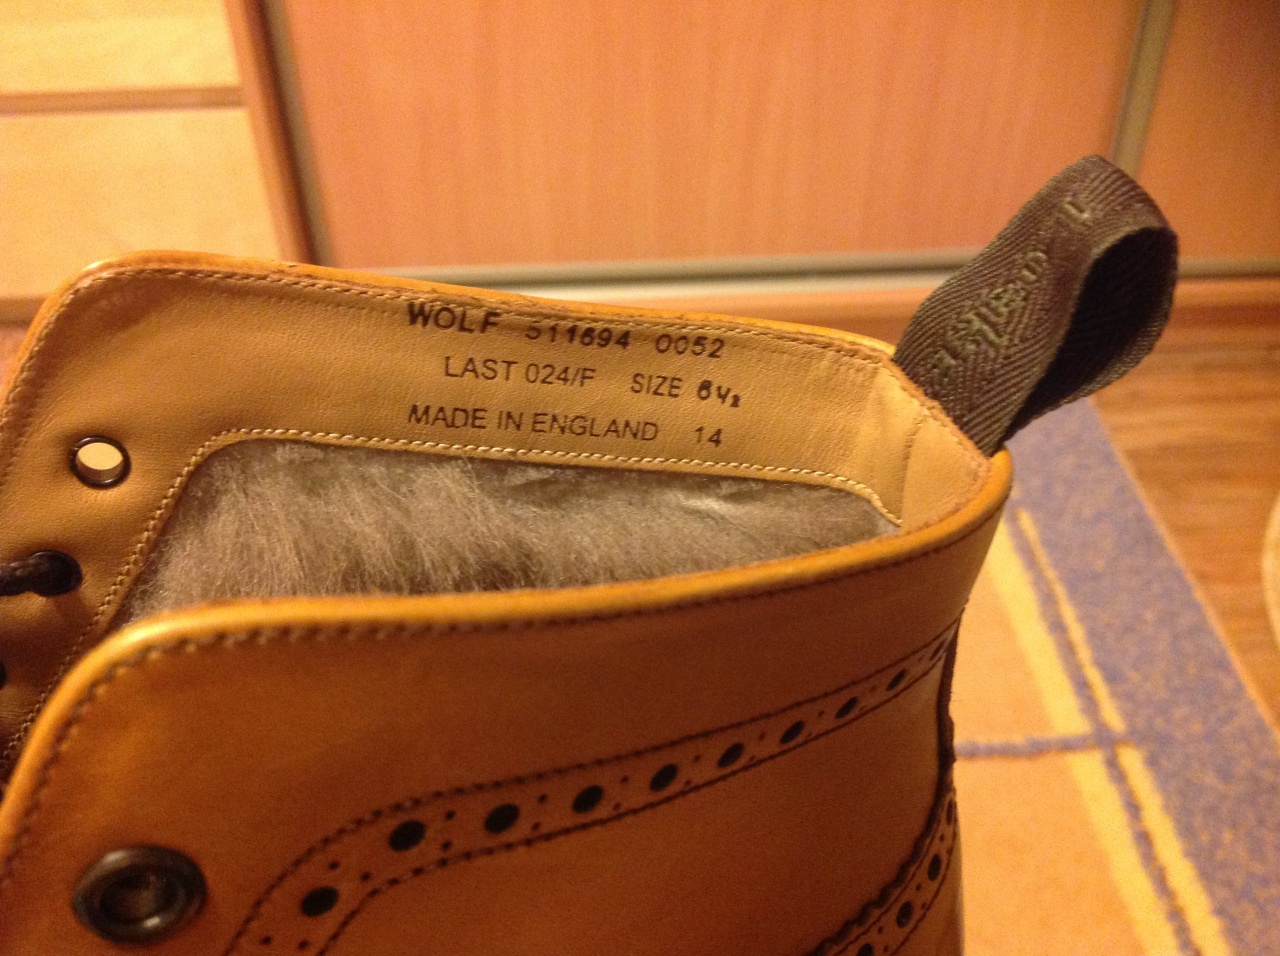 WOLF 511694 0052
LAST 024/F SIZE 6½
MADE IN ENGLAND 14